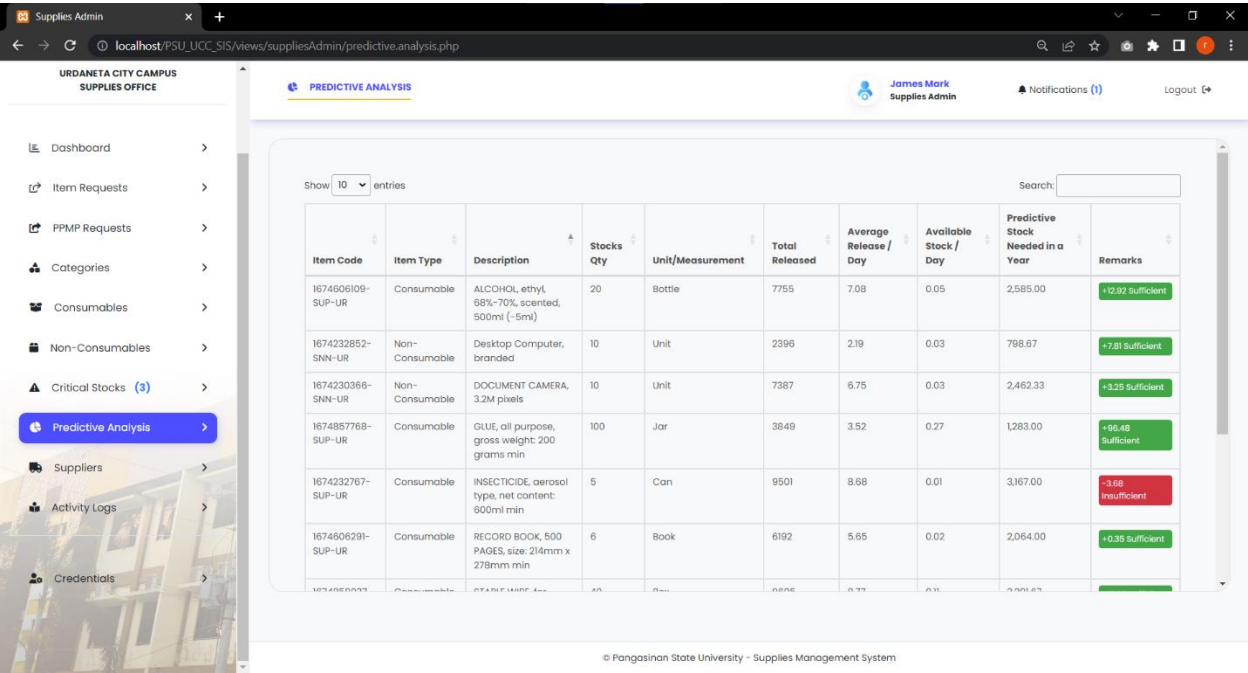 Supplies Admin
localhost/PSU_UCC_SIS/views/suppliesAdmin/predictive.analysis.php
URDANETA CITY CAMPUS
SUPPLIES OFFICE
PREDICTIVE ANALYSIS
James Mark
Supplies Admin
Notifications (1)
Logout
Dashboard
Item Requests
PPMP Requests
Categories
Consumables
Non-Consumables
Critical Stocks (3)
Predictive Analysis
Suppliers
Activity Logs
Credentials
Show 10 entries
Search:
Item Code
Item Type
Description
Stocks
Qty
Unit/Measurement
Total
Released
Average
Release /
Day
Available
Stock /
Day
Predictive
Stock
Needed in a
Year
Remarks
1674606109-
SUP-UR
Consumable
ALCOHOL, ethyl,
68%-70%, scented,
500ml (-5ml)
20
Bottle
7755
7.08
0.05
2,585.00
+12.92 Sufficient
1674232852-
SNN-UR
Non-
Consumable
Desktop Computer,
branded
10
Unit
2396
2.19
0.03
798.67
+7.81 Sufficient
1674230366-
SNN-UR
Non-
Consumable
DOCUMENT CAMERA,
3.2M pixels
10
Unit
7387
6.75
0.03
2,462.33
+3.25 Sufficient
1674857768-
SUP-UR
Consumable
GLUE, all purpose,
gross weight: 200
grams min
100
Jar
3849
3.52
0.27
1,283.00
+96.48
Sufficient
1674232767-
SUP-UR
Consumable
INSECTICIDE, aerosol
type, net content:
600ml min
5
Can
9501
8.68
0.01
3,167.00
-3.68
Insufficient
1674606291-
SUP-UR
Consumable
RECORD BOOK, 500
PAGES, size: 214mm x
278mm min
6
Book
6192
5.65
0.02
2,064.00
+0.35 Sufficient
© Pangasinan State University - Supplies Management System